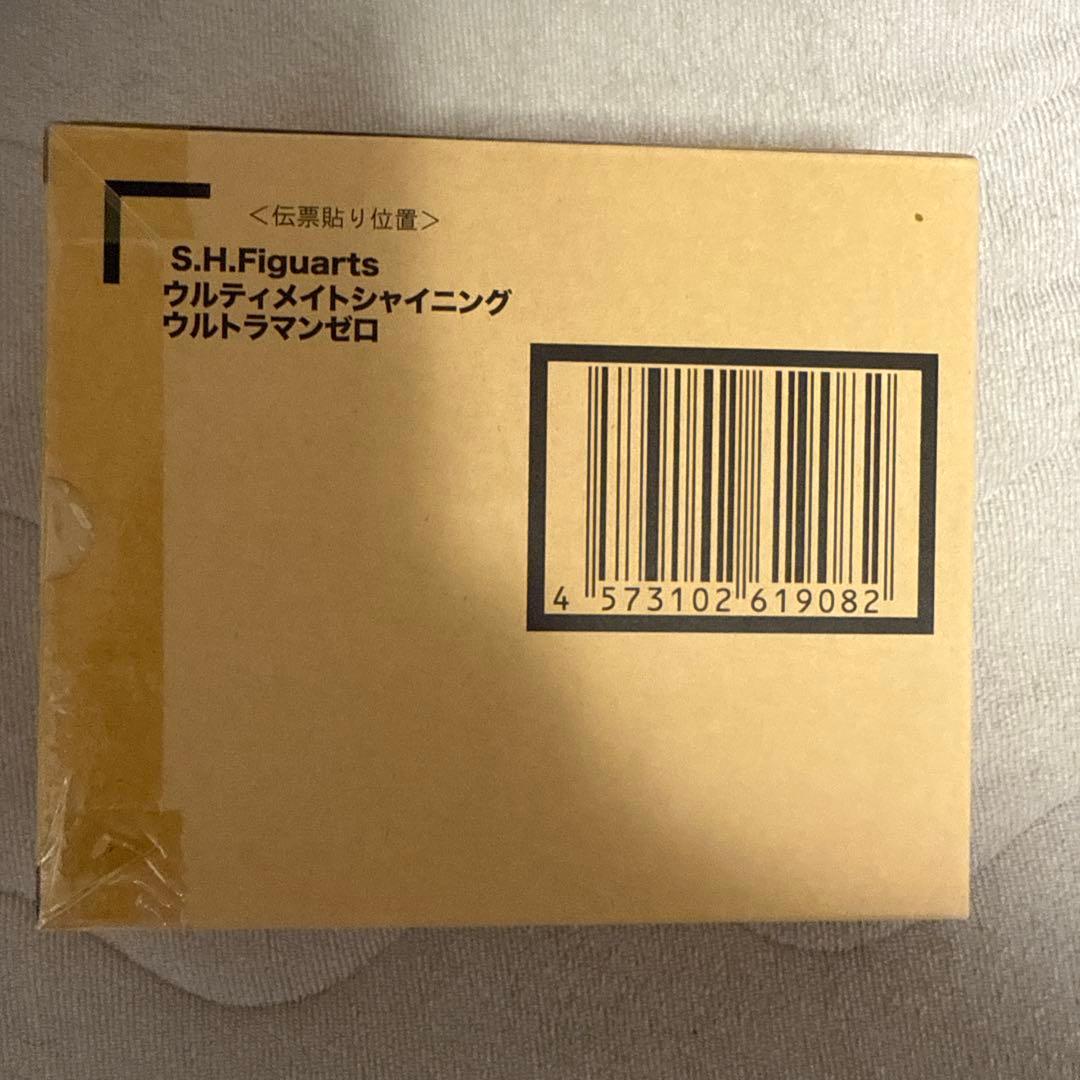 ＜伝票貼り位置＞
S.H.Figuarts
ウルティメイトシャイニング
ウルトラマンゼロ
4 573102 619082